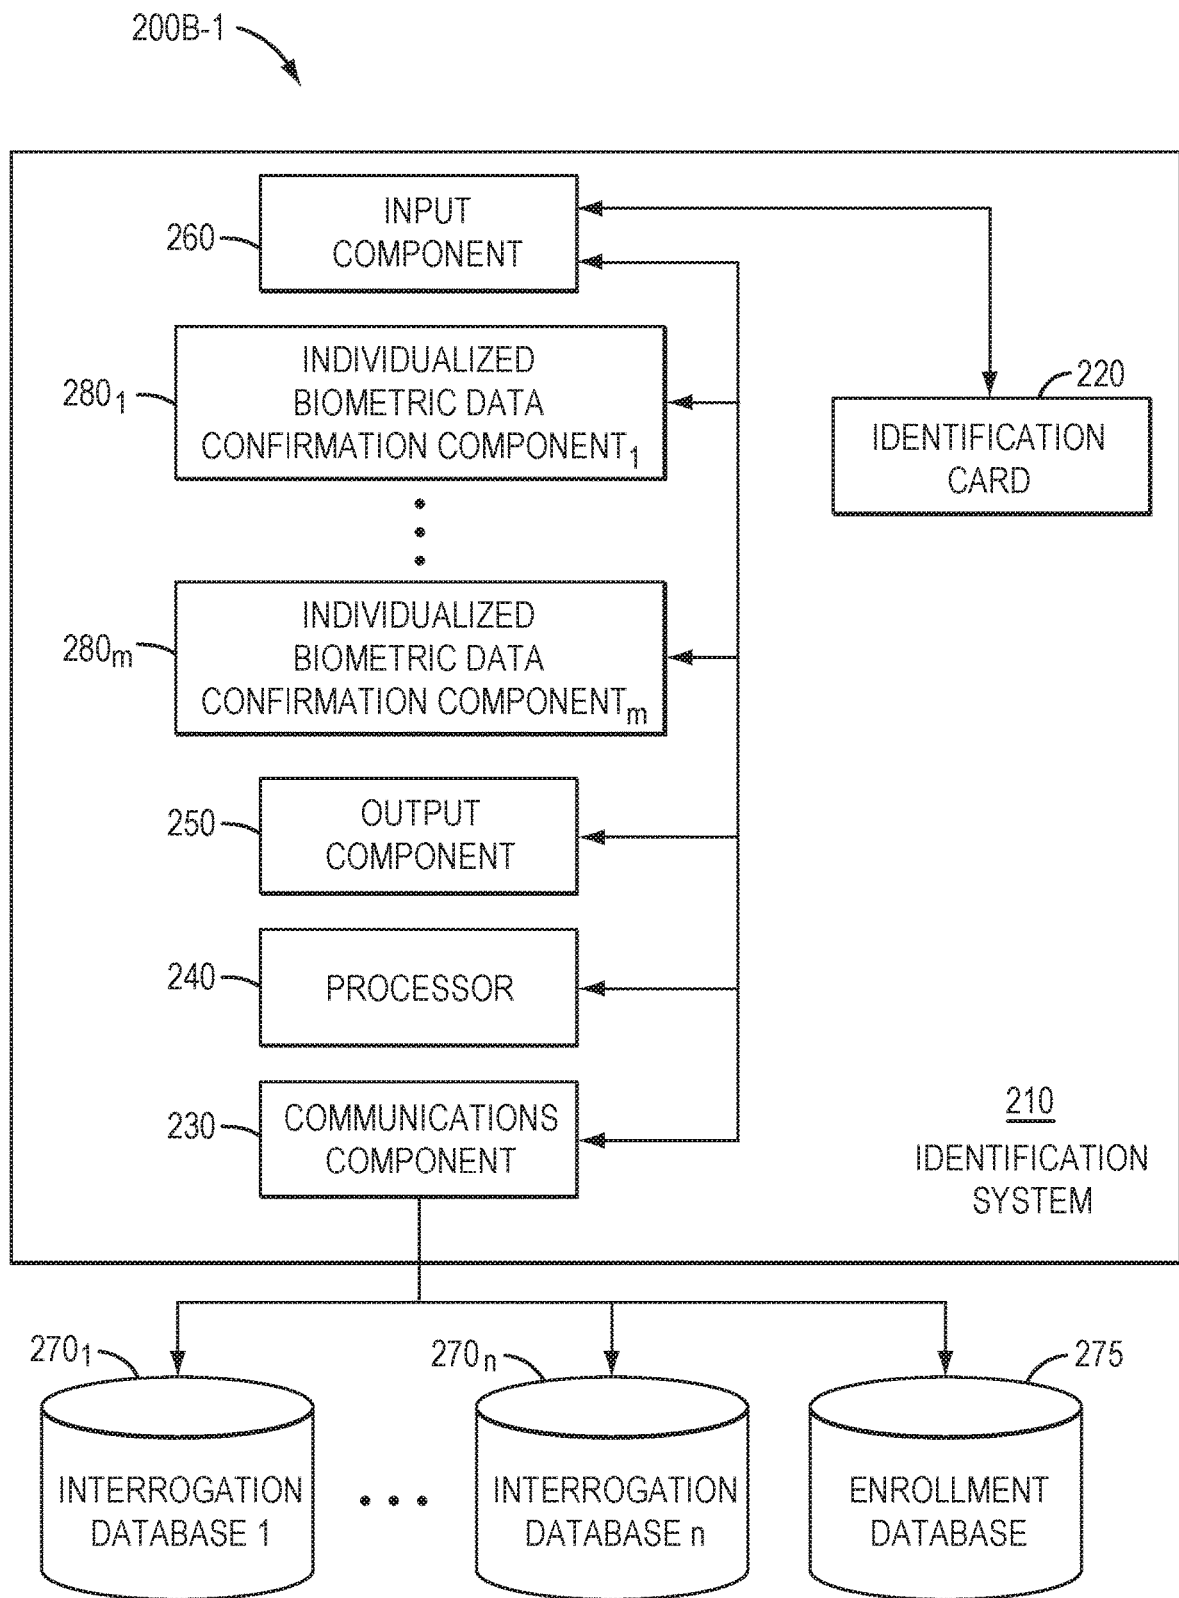 200B-1
INPUT
COMPONENT
260
INDIVIDUALIZED
BIOMETRIC DATA
CONFIRMATION COMPONENT₁
280₁
220
IDENTIFICATION
CARD
INDIVIDUALIZED
BIOMETRIC DATA
CONFIRMATION COMPONENTₘ
280ₘ
OUTPUT
COMPONENT
250
PROCESSOR
240
COMMUNICATIONS
COMPONENT
230
210
IDENTIFICATION
SYSTEM
270₁
INTERROGATION
DATABASE 1
270ₙ
INTERROGATION
DATABASE n
275
ENROLLMENT
DATABASE